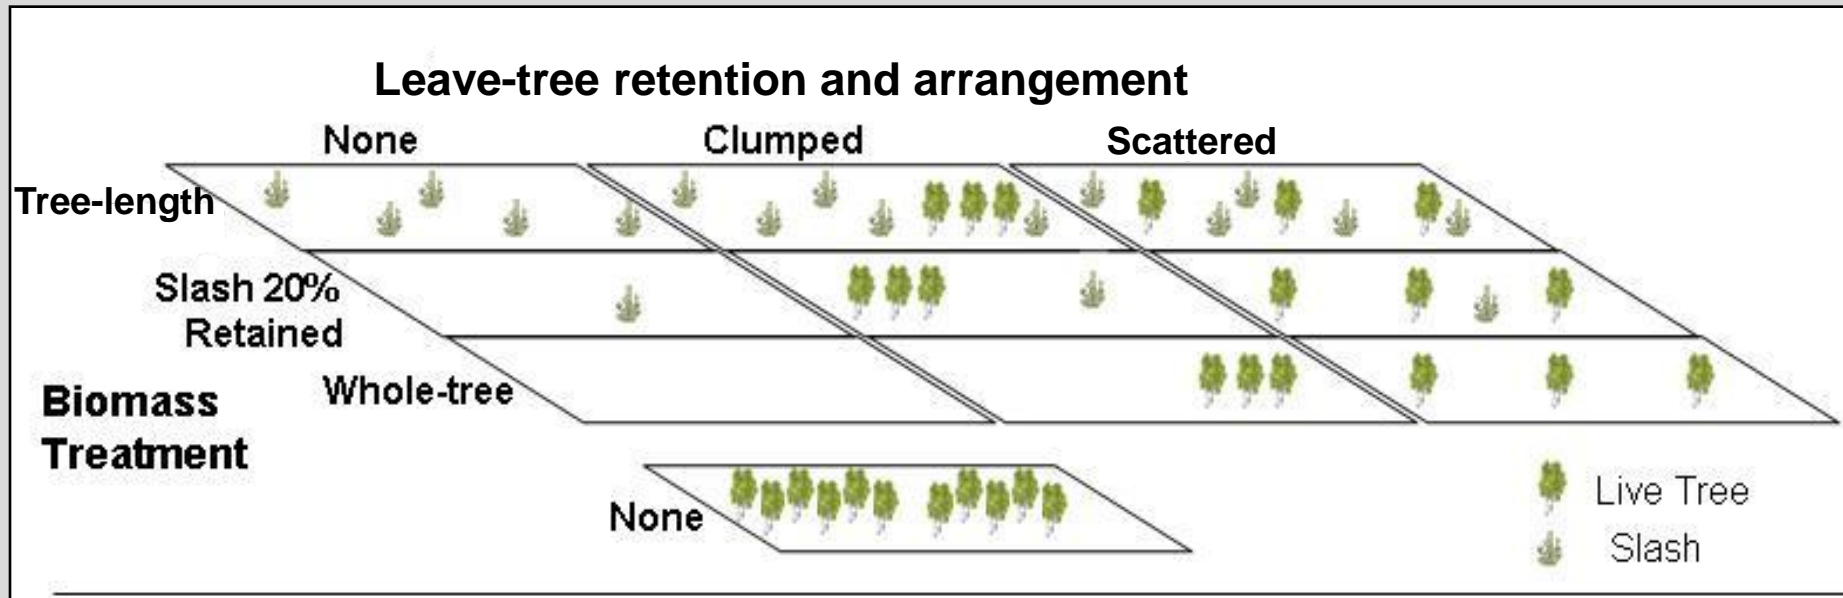 Leave-tree retention and arrangement
None Clumped Scattered
Tree-length
Slash 20%
Retained
Whole-tree
Biomass
Treatment
None
Live Tree
Slash